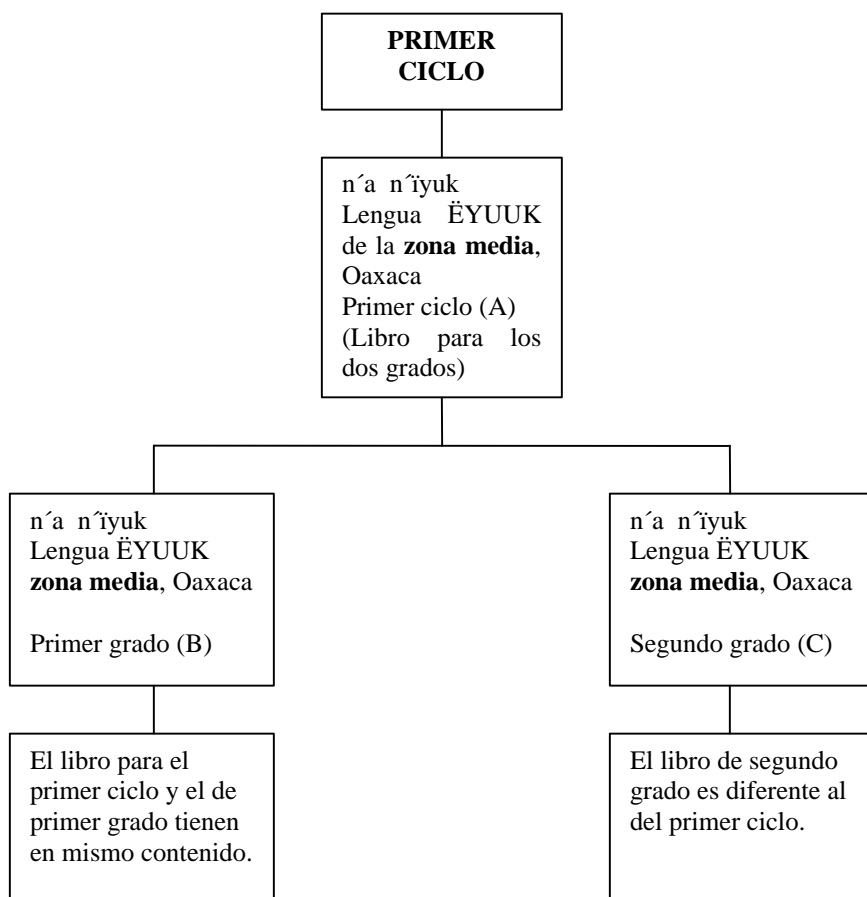 PRIMER
CICLO
n´a n´ïyuk
Lengua ËYUUK
de la zona media,
Oaxaca
Primer ciclo (A)
(Libro para los
dos grados)
n´a n´ïyuk
Lengua ËYUUK
zona media, Oaxaca
Primer grado (B)
n´a n´ïyuk
Lengua ËYUUK
zona media, Oaxaca
Segundo grado (C)
El libro para el
primer ciclo y el de
primer grado tienen
en mismo contenido.
El libro de segundo
grado es diferente al
del primer ciclo.